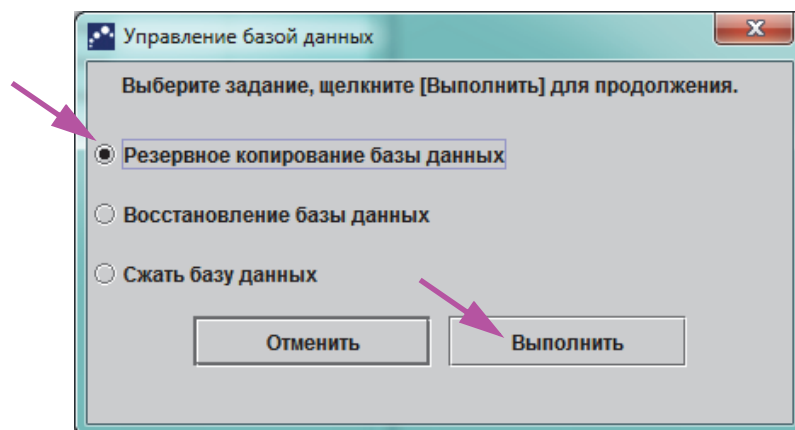 Управление базой данных
Выберите задание, щелкните [Выполнить] для продолжения.
Резервное копирование базы данных
Восстановление базы данных
Сжать базу данных
Отменить
Выполнить